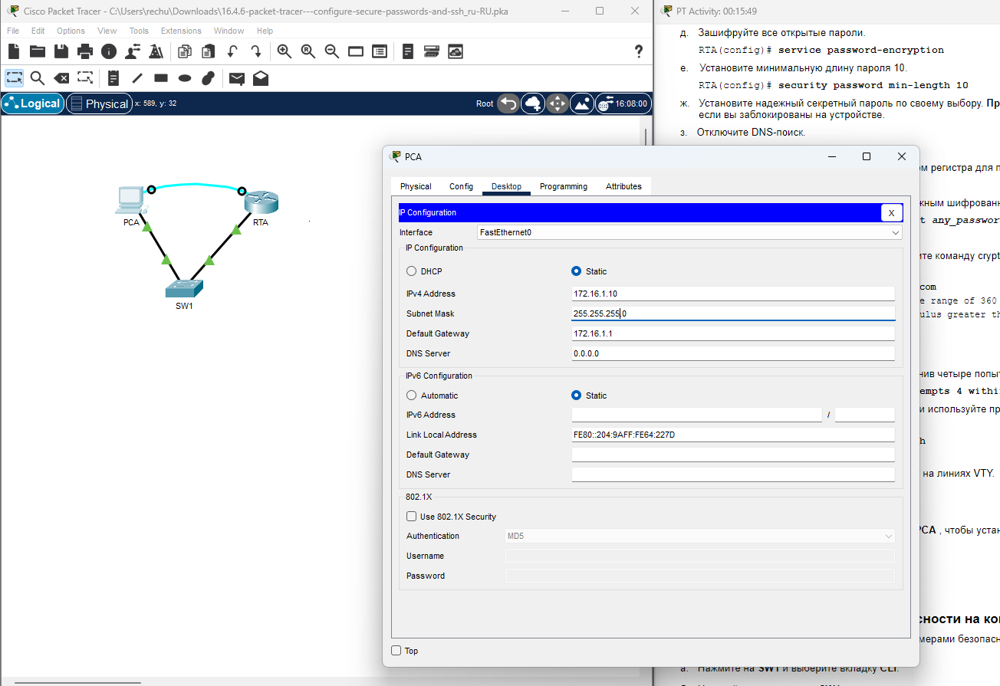 Cisco Packet Tracer - C:\Users\rechu\Downloads\16.4.6-packet-tracer---configure-secure-passwords-and-ssh_ru-RU.pka
File Edit Options View Tools Extensions Window Help
Logical Physical x: 589, y: 32 Root 16:08:00
PCA
RTA
SW1
PT Activity: 00:15:49
д. Зашифруйте все открытые пароли.
RTA(config)# service password-encryption
е. Установите минимальную длину пароля 10.
RTA(config)# security password min-length 10
ж. Установите надежный секретный пароль по своему выбору. Пр
если вы заблокированы на устройстве.
з. Отключите DNS-поиск.
PCA
Physical Config Desktop Programming Attributes
IP Configuration X
Interface FastEthernet0
IP Configuration
DHCP Static
IPv4 Address 172.16.1.10
Subnet Mask 255.255.255.0
Default Gateway 172.16.1.1
DNS Server 0.0.0.0
IPv6 Configuration
Automatic Static
IPv6 Address /
Link Local Address FE80::204:9AFF:FE64:227D
Default Gateway
DNS Server
802.1X
Use 802.1X Security
Authentication MD5
Username
Password
Top
м регистра для п
жным шифрованн
t any_passwor
ите команду crypt
com
e range of 360
ulus greater th
нив четыре попыт
empts 4 within
и используйте пр
h
на линиях VTY.
PCA , чтобы устан
сности на ком
мерами безопасн
а. Нажмите на SW1 и выберите вкладку CLI.